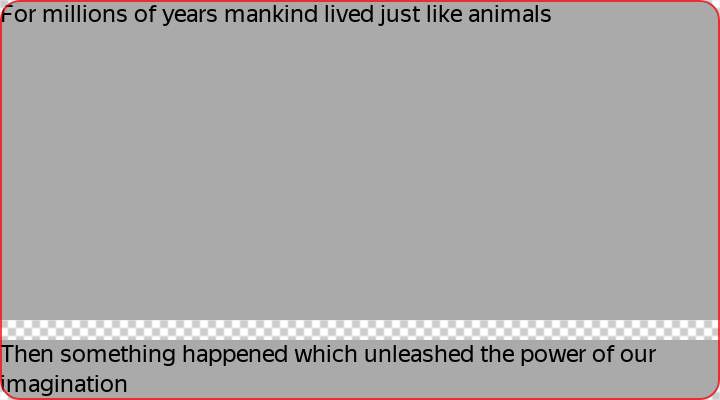 For millions of years mankind lived just like animals
Then something happened which unleashed the power of our
imagination